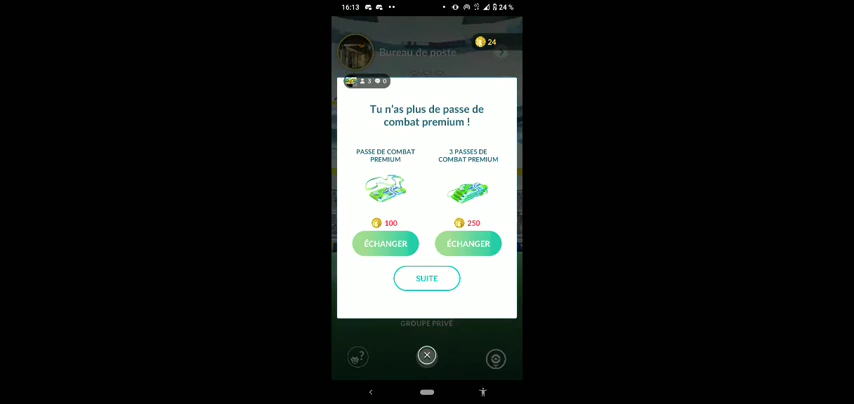 16:13
24 %
24
Bureau de poste
3 0
Tu n'as plus de passe de
combat premium !
PASSE DE COMBAT
PREMIUM
3 PASSES DE
COMBAT PREMIUM
100
250
ÉCHANGER
ÉCHANGER
SUITE
GROUPE PRIVÉ